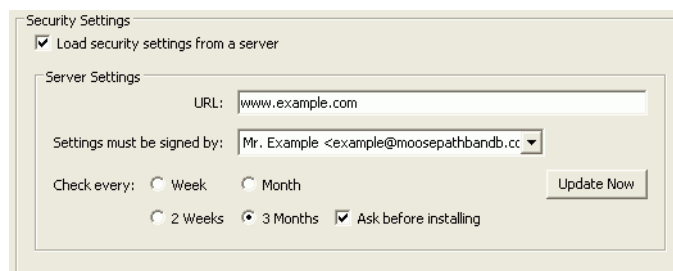 Security Settings
Load security settings from a server
Server Settings
URL: www.example.com
Settings must be signed by: Mr. Example <example@moosepathbandb.cc
Check every: Week Month Update Now
2 Weeks 3 Months Ask before installing